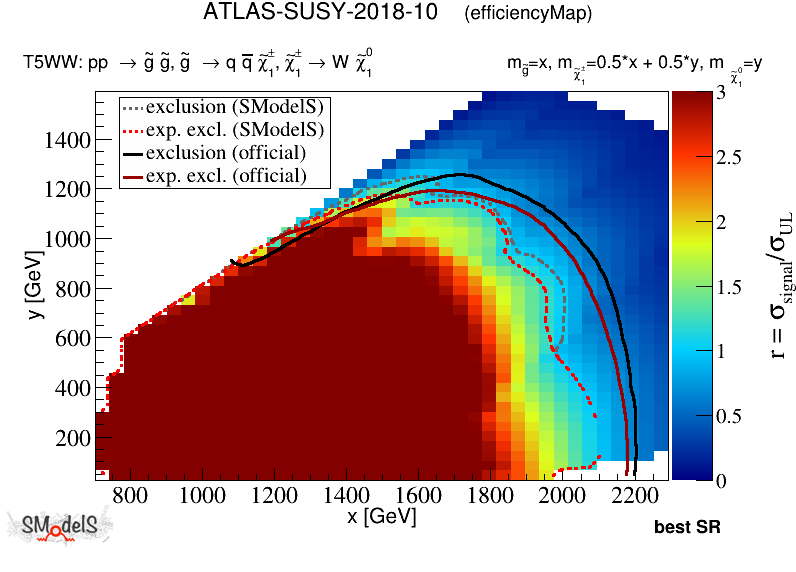 ATLAS-SUSY-2018-10 (efficiencyMap)
T5WW: pp → g̃ g̃, g̃ → q q̅ χ̃₁±, χ̃₁± → W χ̃₁⁰
m_g̃=x, m_χ̃₁±=0.5*x + 0.5*y, m_χ̃₁⁰=y
exclusion (SModelS)
exp. excl. (SModelS)
exclusion (official)
exp. excl. (official)
y [GeV]
1400
1200
1000
800
600
400
200
800 1000 1200 1400 1600 1800 2000 2200
x [GeV]
3
2.5
2
1.5
1
0.5
0
r = σsignal/σUL
SModelS
best SR